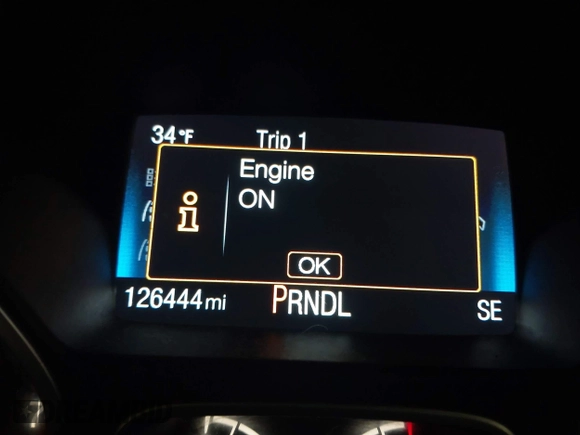 34°F Trip 1
Engine
ON
OK
126444 mi PRNDL SE